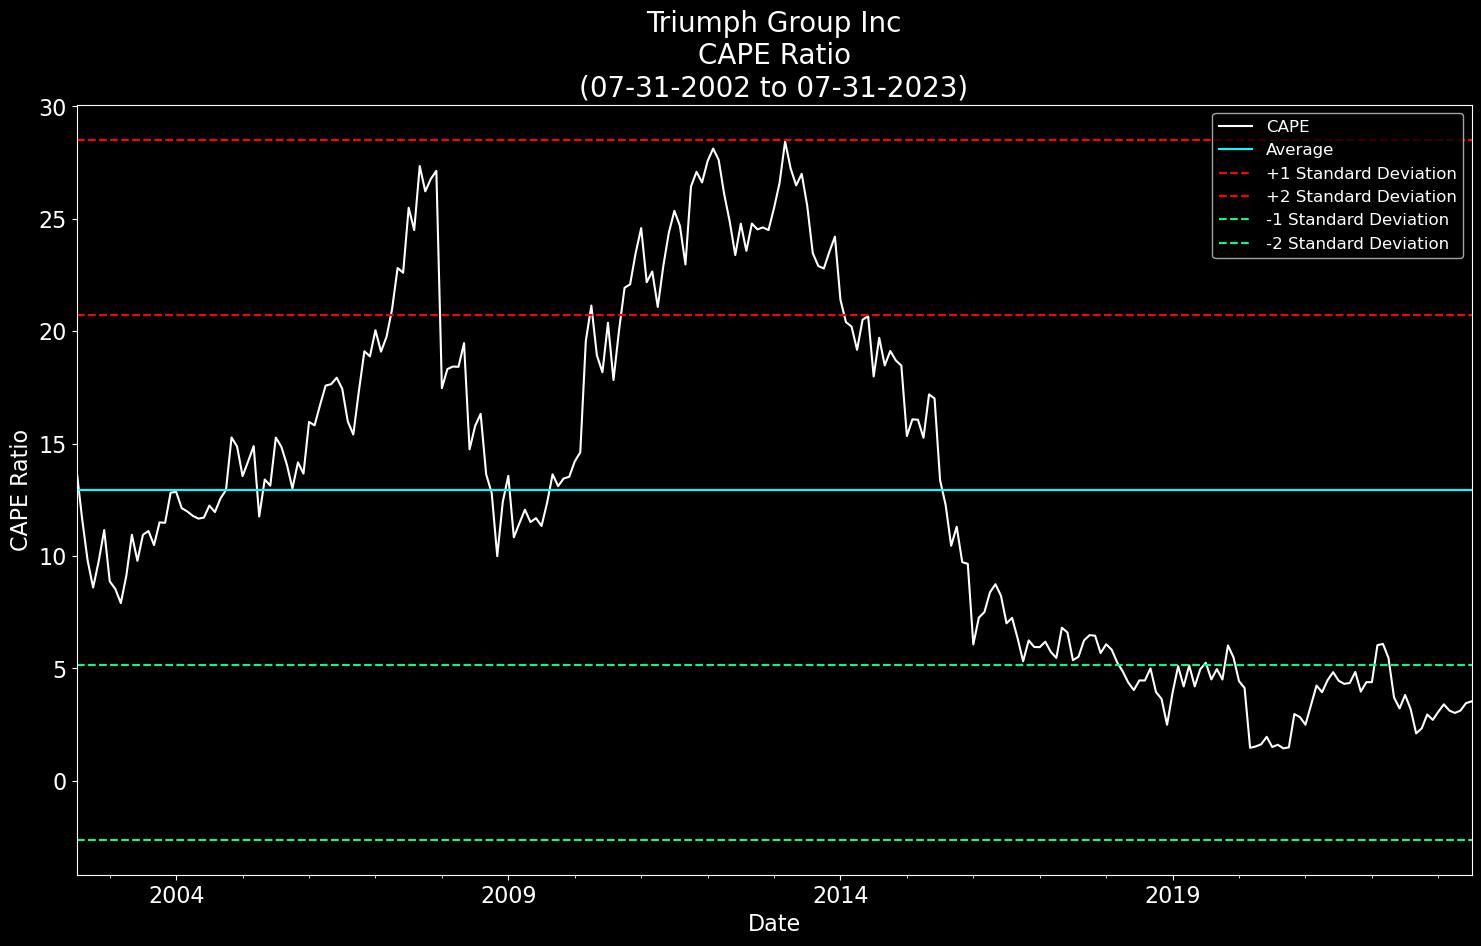 Triumph Group Inc
CAPE Ratio
(07-31-2002 to 07-31-2023)
30
25
20
15
10
5
0
CAPE Ratio
CAPE
Average
+1 Standard Deviation
+2 Standard Deviation
-1 Standard Deviation
-2 Standard Deviation
2004
2009
2014
2019
Date